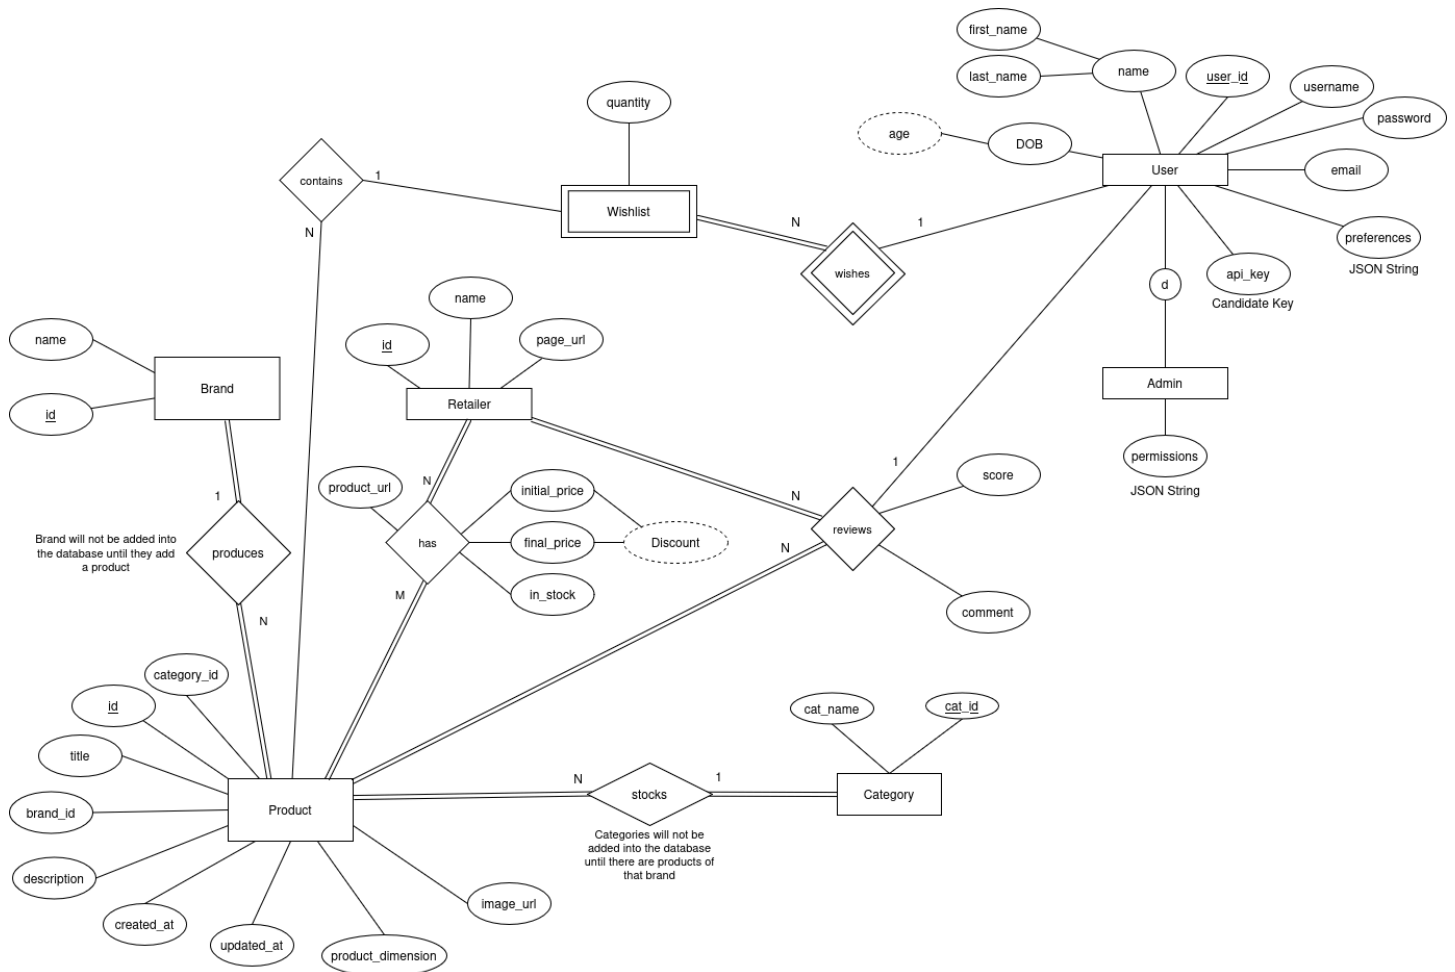 first_name
name
last_name
user_id
username
quantity
password
age
DOB
User
email
contains
1
Wishlist
N
1
N
wishes
preferences
JSON String
d
api_key
Candidate Key
name
name
id
page_url
Brand
Retailer
Admin
id
permissions
JSON String
1
score
N
product_url
initial_price
1
N
reviews
Brand will not be added into
the database until they add
a product
produces
has
final_price
Discount
N
M
in_stock
comment
N
category_id
id
cat_name
cat_id
title
N
1
stocks
Category
brand_id
Product
Categories will not be
added into the database
until there are products of
that brand
description
image_url
created_at
updated_at
product_dimension